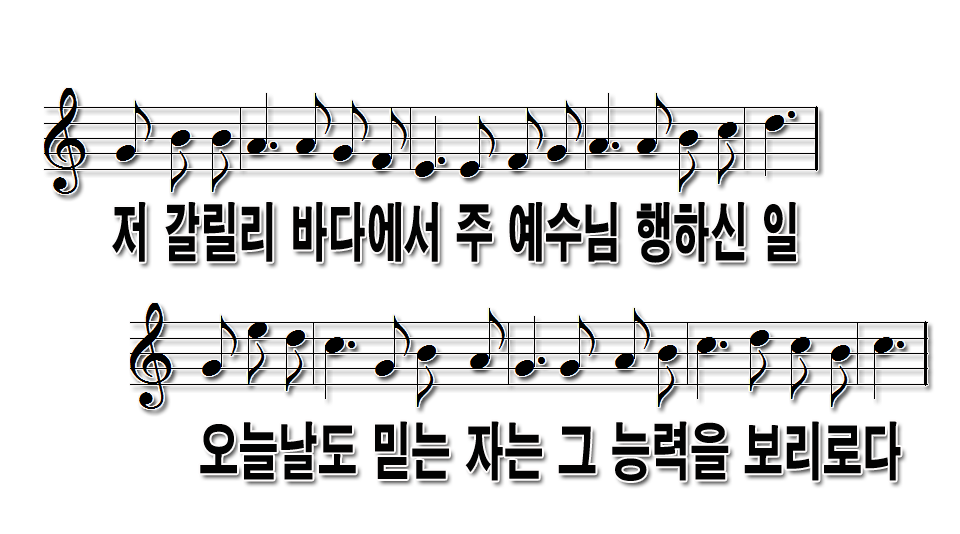 저 갈릴리 바다에서 주 예수님 행하신 일
오늘날도 믿는 자는 그 능력을 보리로다